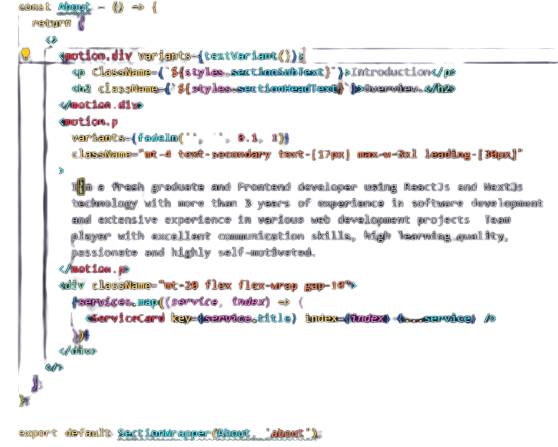 const About = () => {
return (
<>
<motion.div variants={textVariant()}>
<p className={`${styles.sectionSubText}`}>Introduction</p>
<h2 className={`${styles.sectionHeadText}`}>Overview.</h2>
</motion.div>
<motion.p
variants={fadeIn("", "", 0.1, 1)}
className="mt-4 text-secondary text-[17px] max-w-3xl leading-[30px]"
>
I'm a fresh graduate and Frontend developer using ReactJs and NextJs
technology with more than 3 years of experience in software development
and extensive experience in various web development projects Team
player with excellent communication skills, high learning quality,
passionate and highly self-motivated.
</motion.p>
<div className="mt-20 flex flex-wrap gap-10">
{services.map((service, index) => (
<ServiceCard key={service.title} index={index} {...service} />
))}
</div>
</>
);
};
export default SectionWrapper(About, "about");